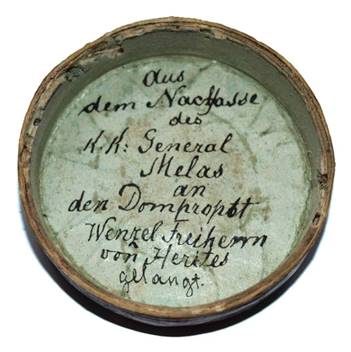 aus
dem Nachlasse
des
K.K: General
Melas
an
den Dompropst
Wenzel Freiherrn
von Herites
gelangt.